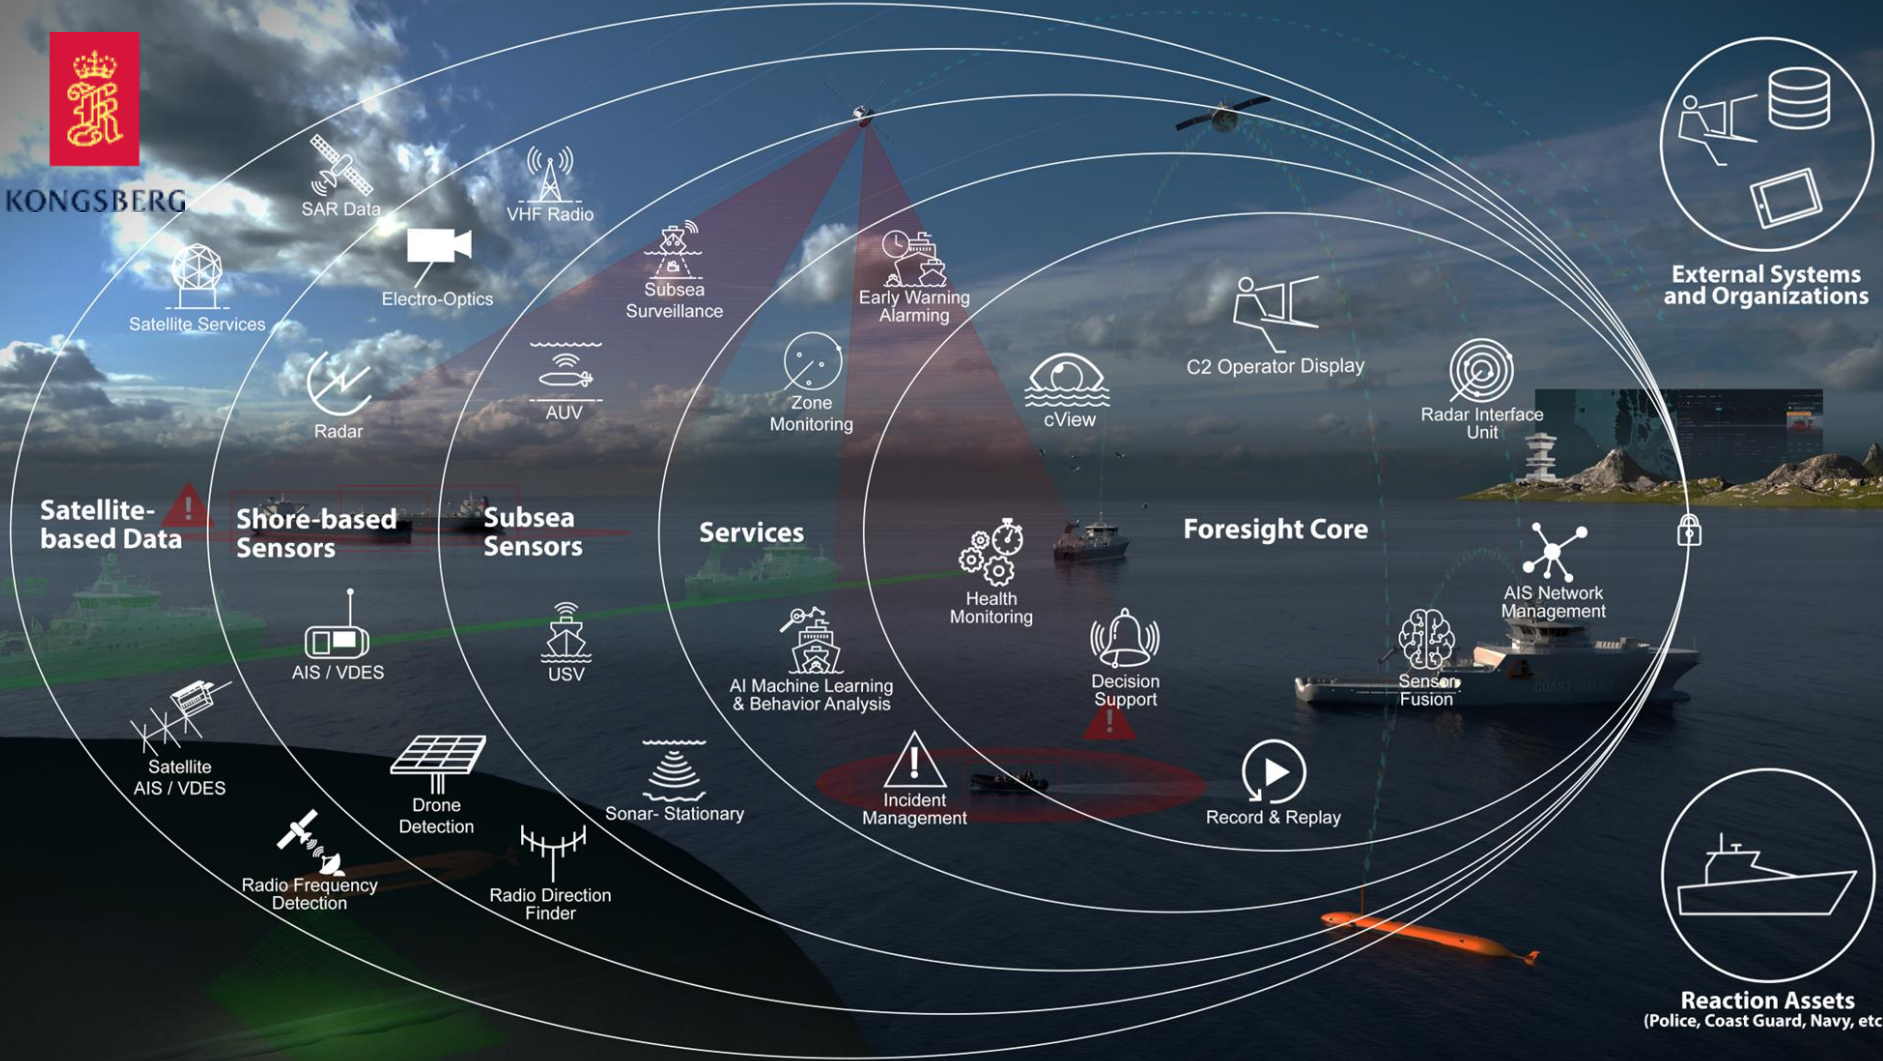 KONGSBERG
SAR Data
Satellite Services
Satellite-
based Data
Satellite
AIS / VDES
Radio Frequency
Detection
VHF Radio
Electro-Optics
Radar
Shore-based
Sensors
AIS / VDES
Drone
Detection
Radio Direction
Finder
Subsea
Surveillance
AUV
Subsea
Sensors
USV
Sonar- Stationary
Early Warning
Alarming
Zone
Monitoring
Services
AI Machine Learning
& Behavior Analysis
Incident
Management
C2 Operator Display
cView
Radar Interface
Unit
Foresight Core
Health
Monitoring
AIS Network
Management
Decision
Support
Sensor
Fusion
COAST GUARD
Record & Replay
External Systems
and Organizations
Reaction Assets
(Police, Coast Guard, Navy, etc